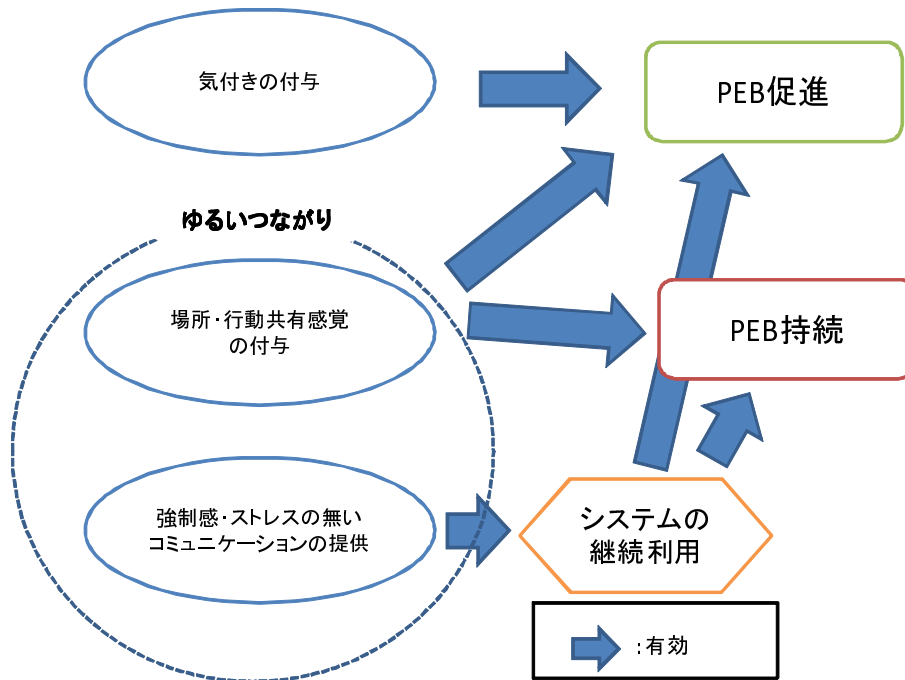 気付きの付与
PEB促進
ゆるいつながり
場所・行動共有感覚
の付与
PEB持続
強制感・ストレスの無い
コミュニケーションの提供
システムの
継続利用
：有効